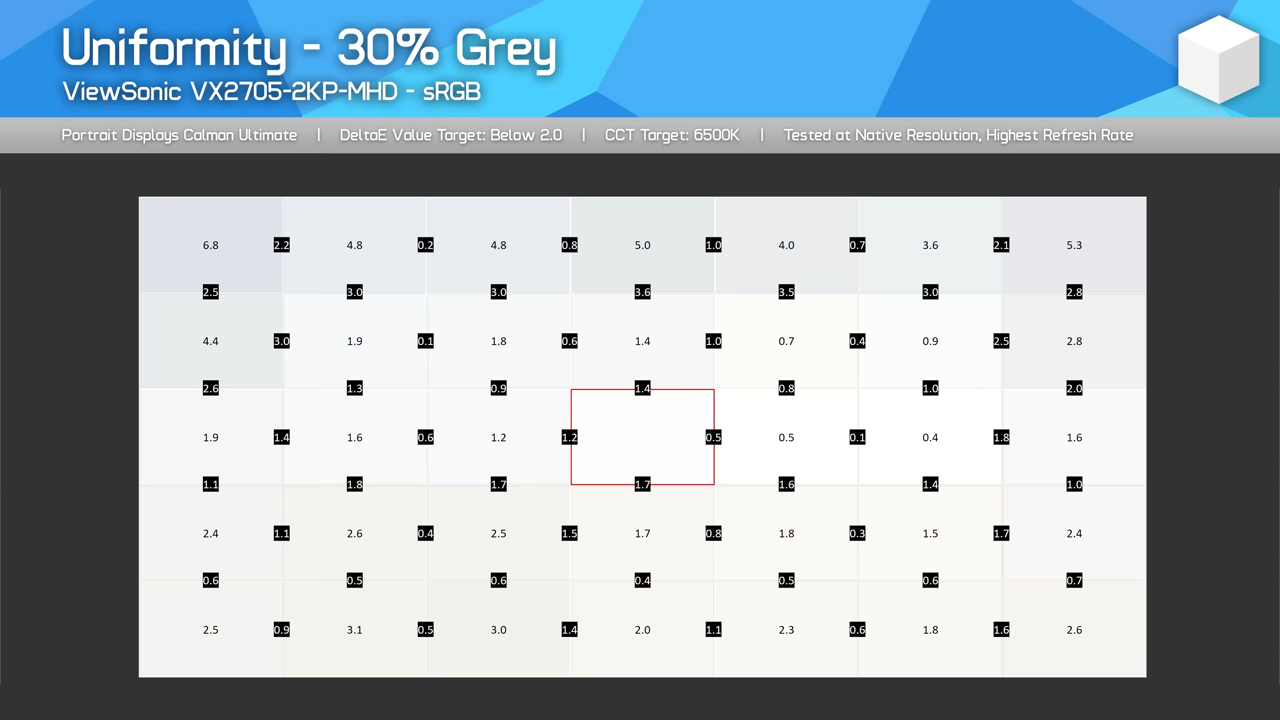 Uniformity - 30% Grey
ViewSonic VX2705-2KP-MHD - sRGB
Portrait Displays Calman Ultimate | DeltaE Value Target: Below 2.0 | CCT Target: 6500K | Tested at Native Resolution, Highest Refresh Rate
6.8 2.2 4.8 0.2 4.8 0.8 5.0 1.0 4.0 0.7 3.6 2.1 5.3
2.5 3.0 3.0 3.6 3.5 3.0 2.8
4.4 3.0 1.9 0.1 1.8 0.6 1.4 1.0 0.7 0.4 0.9 2.5 2.8
2.6 1.3 0.9 1.4 0.8 1.0 2.0
1.9 1.4 1.6 0.6 1.2 1.2 0.5 0.5 0.1 0.4 1.8 1.6
1.1 1.8 1.7 1.7 1.6 1.4 1.0
2.4 1.1 2.6 0.4 2.5 1.5 1.7 0.8 1.8 0.3 1.5 1.7 2.4
0.6 0.5 0.6 0.4 0.5 0.6 0.7
2.5 0.9 3.1 0.5 3.0 1.4 2.0 1.1 2.3 0.6 1.8 1.6 2.6